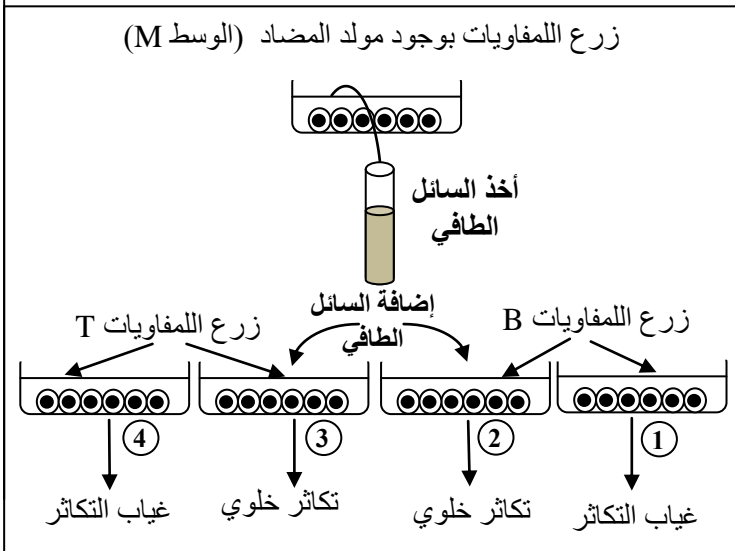 زرع اللمفاويات بوجود مولد المضاد (الوسط M)
أخذ السائل
الطافي
إضافة السائل
الطافي
زرع اللمفاويات B
زرع اللمفاويات T
1
2
3
4
غياب التكاثر
تكاثر خلوي
تكاثر خلوي
غياب التكاثر